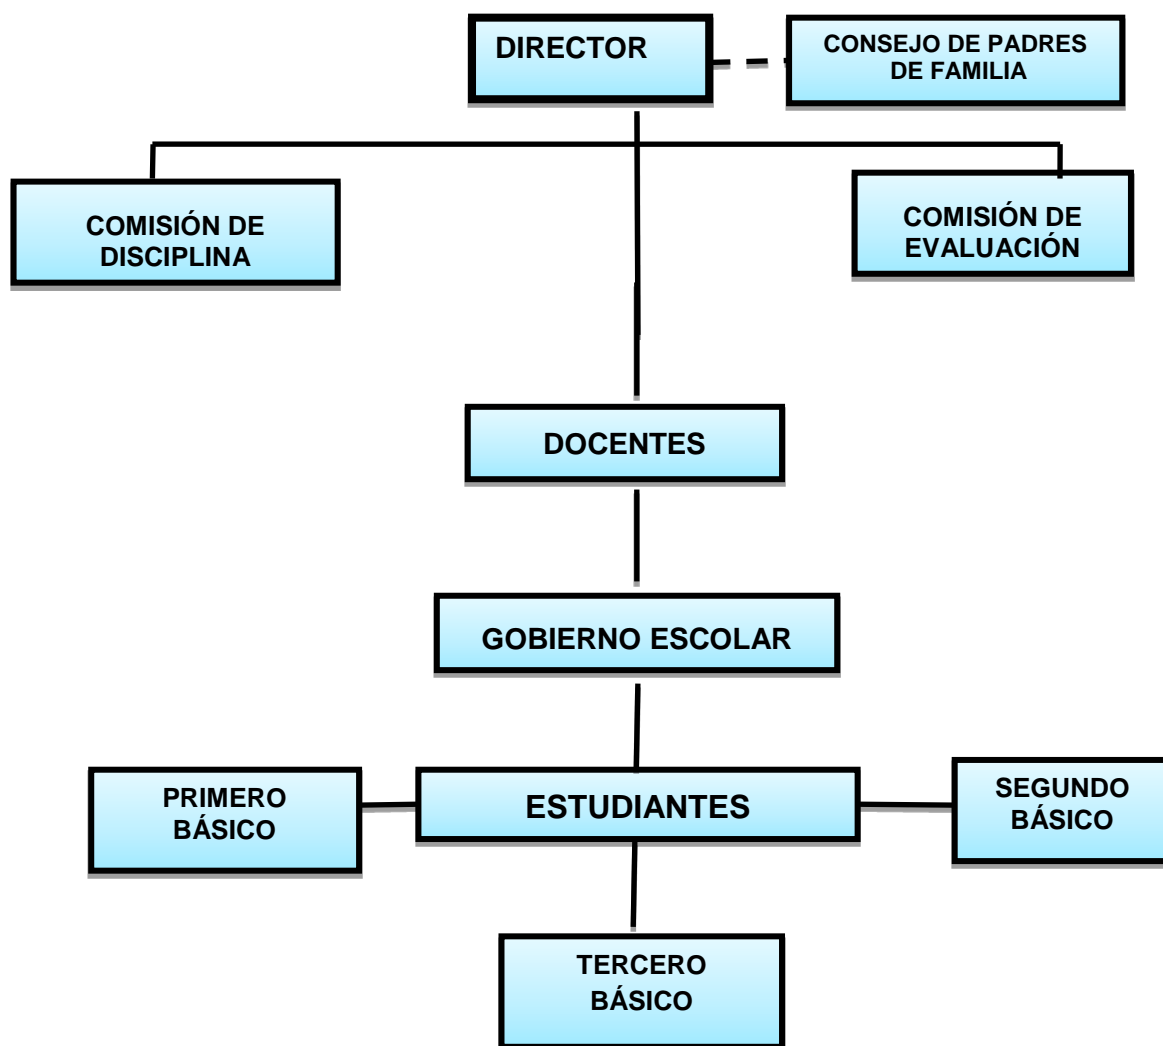 DIRECTOR
CONSEJO DE PADRES
DE FAMILIA
COMISIÓN DE
DISCIPLINA
COMISIÓN DE
EVALUACIÓN
DOCENTES
GOBIERNO ESCOLAR
PRIMERO
BÁSICO
ESTUDIANTES
SEGUNDO
BÁSICO
TERCERO
BÁSICO